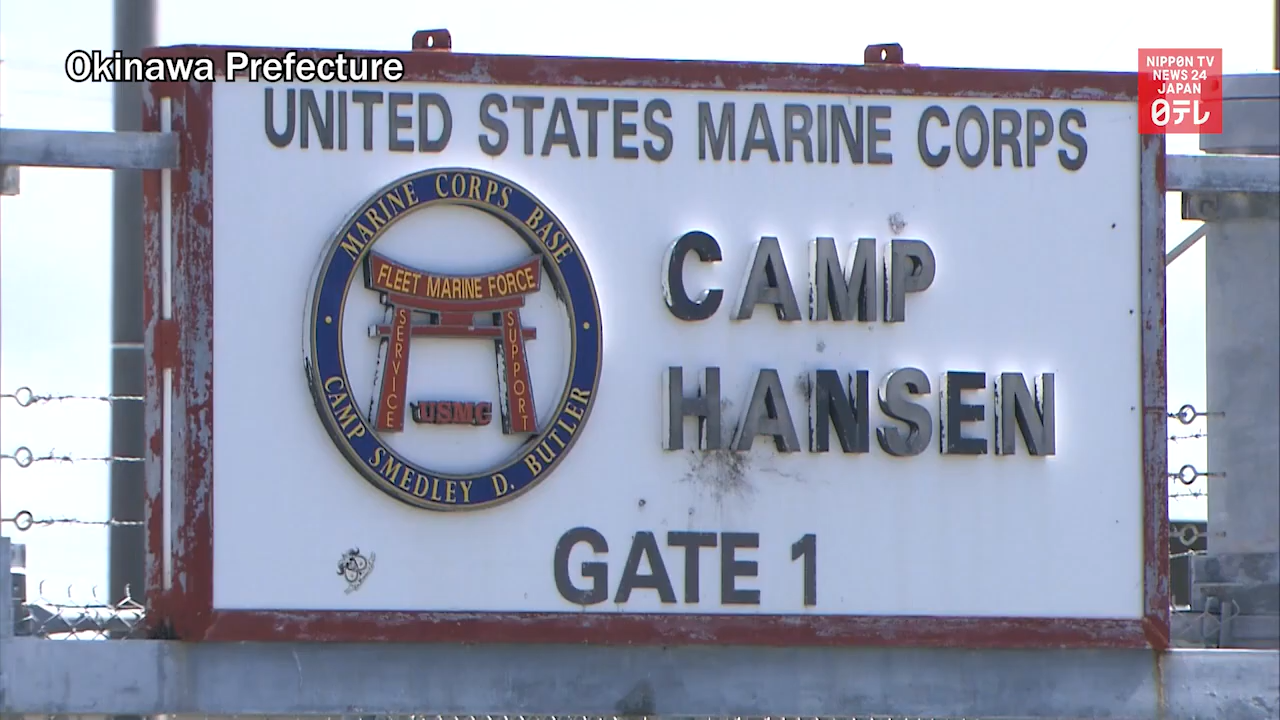 Okinawa Prefecture
NIPPON TV
NEWS 24
JAPAN
日テレ
UNITED STATES MARINE CORPS
MARINE CORPS BASE
FLEET MARINE FORCE
SERVICE
SUPPORT
USMC
CAMP SMEDLEY D. BUTLER
CAMP
HANSEN
GATE 1